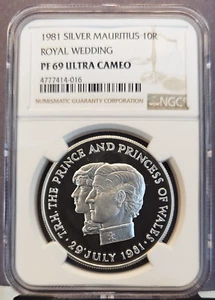 1981 SILVER MAURITIUS 10R
ROYAL WEDDING
PF 69 ULTRA CAMEO
4777414-016
NUMISMATIC GUARANTY CORPORATION
NGC
T.R.H. THE PRINCE AND PRINCESS OF WALES
· 29 JULY 1981 ·